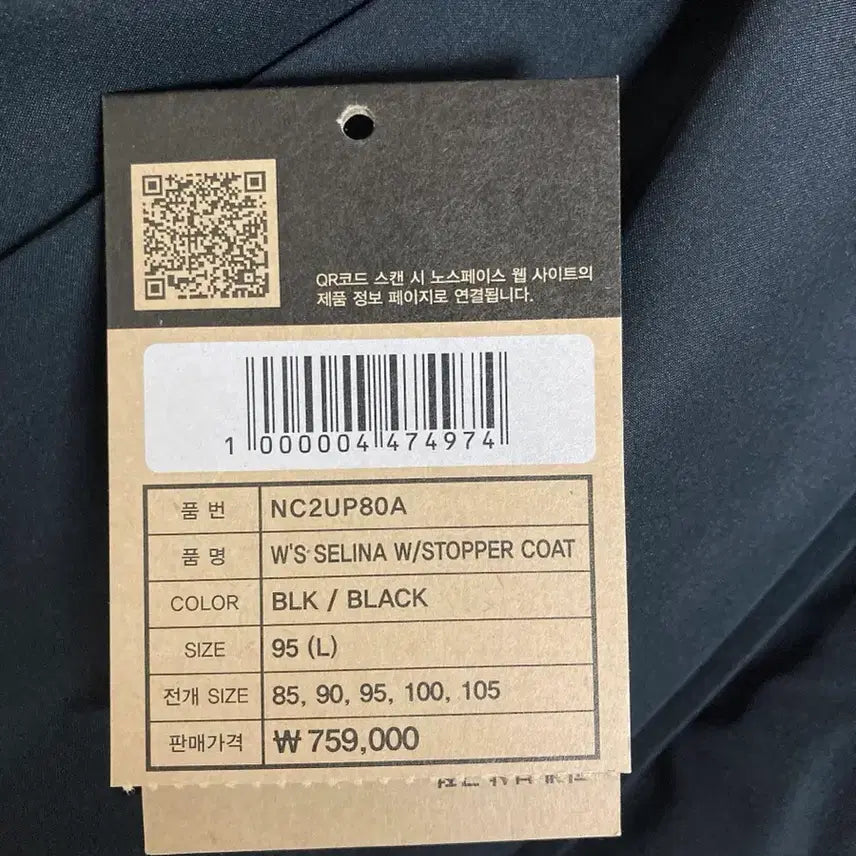 QR코드 스캔 시 노스페이스 웹 사이트의
제품 정보 페이지로 연결됩니다.
1 000004 474974
품 번 NC2UP80A
품 명 W'S SELINA W/STOPPER COAT
COLOR BLK / BLACK
SIZE 95 (L)
전개 SIZE 85, 90, 95, 100, 105
판매가격 ₩ 759,000